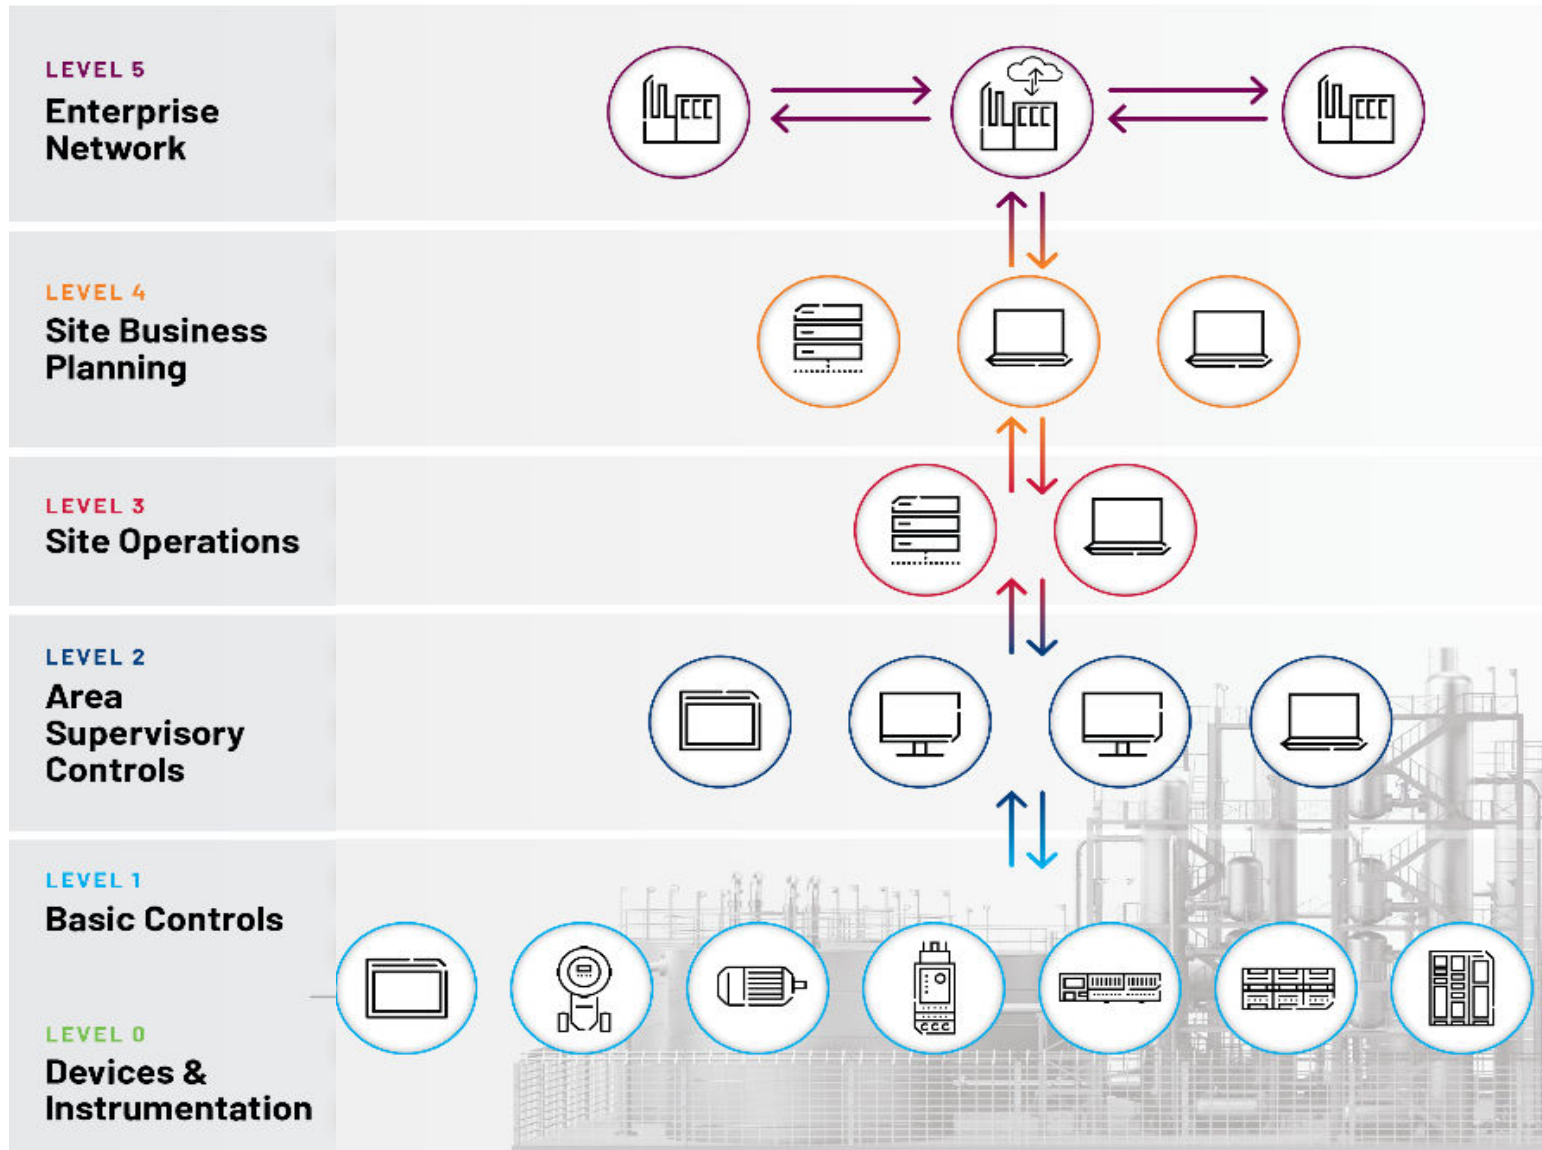 LEVEL 5
Enterprise
Network
LEVEL 4
Site Business
Planning
LEVEL 3
Site Operations
LEVEL 2
Area
Supervisory
Controls
LEVEL 1
Basic Controls
LEVEL 0
Devices &
Instrumentation